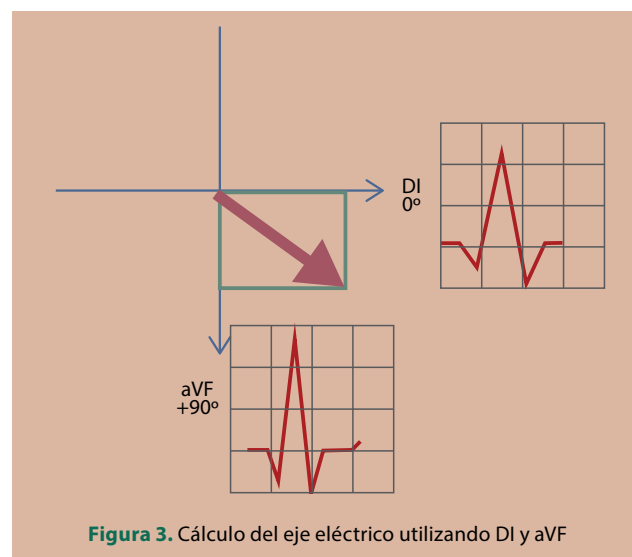 DI
0º
aVF
+90º
Figura 3. Cálculo del eje eléctrico utilizando DI y aVF